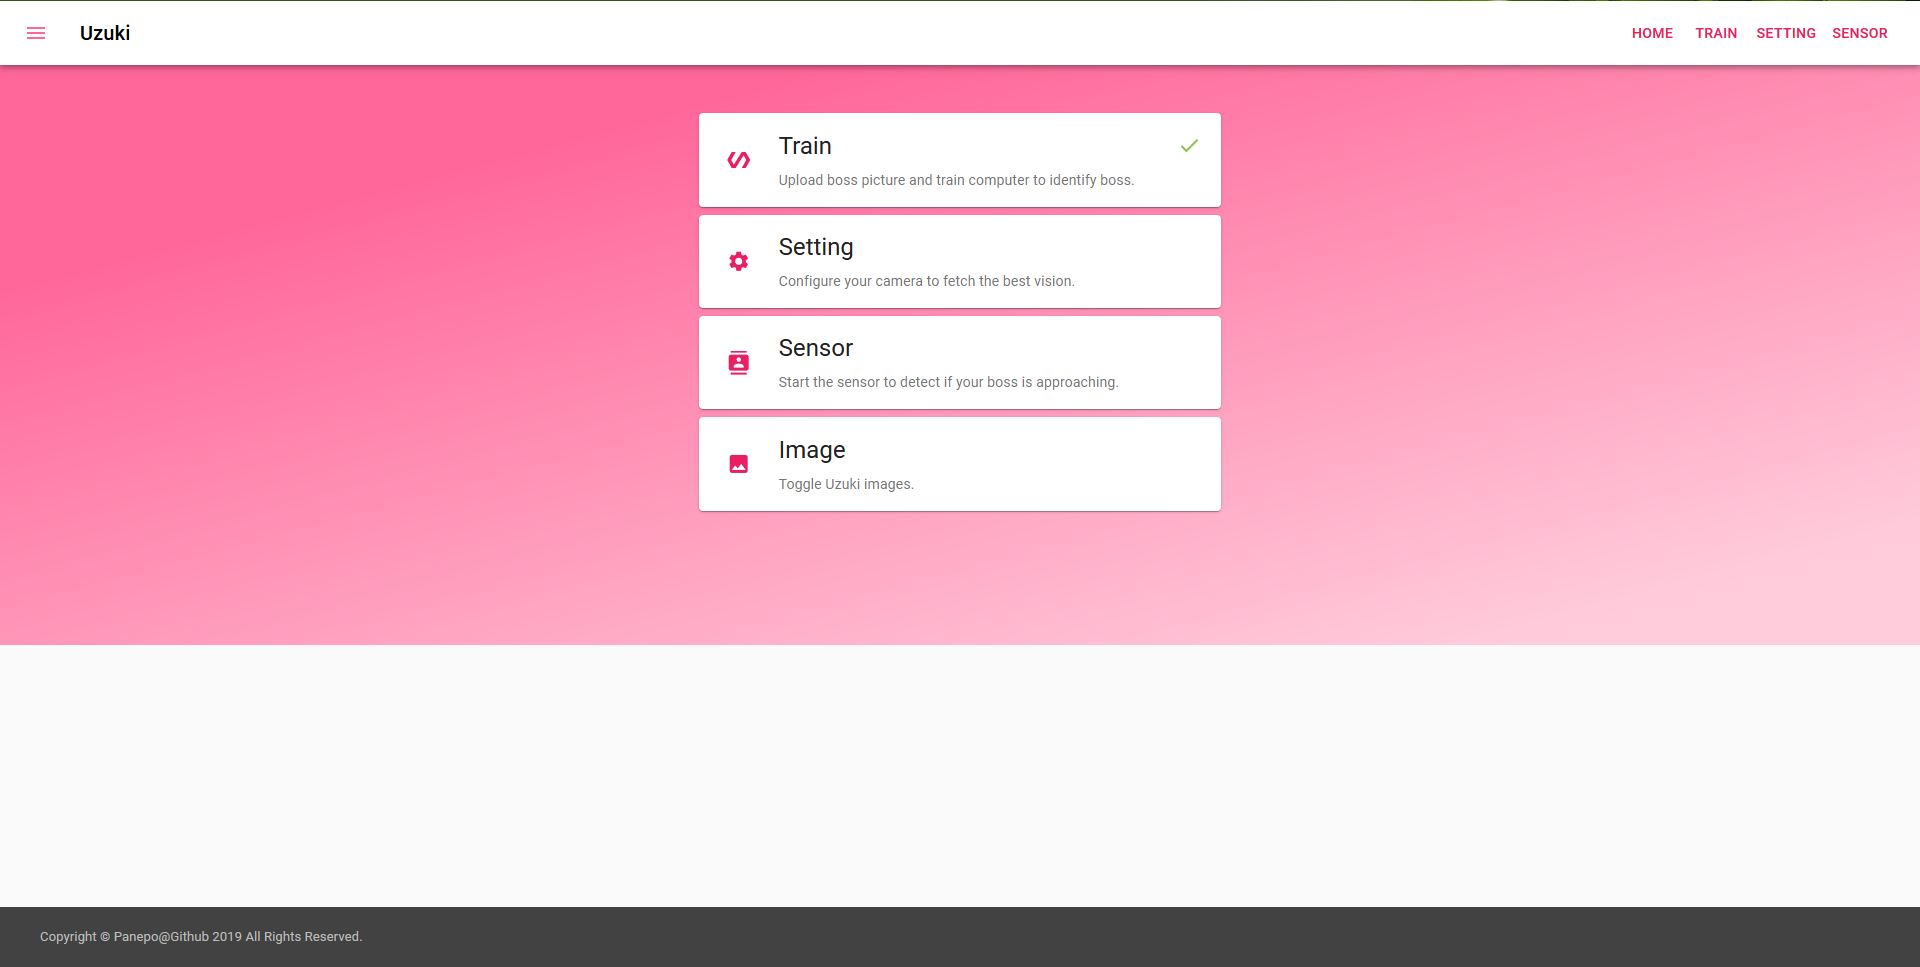 Uzuki
HOME TRAIN SETTING SENSOR
Train
Upload boss picture and train computer to identify boss.
Setting
Configure your camera to fetch the best vision.
Sensor
Start the sensor to detect if your boss is approaching.
Image
Toggle Uzuki images.
Copyright © Panepo@Github 2019 All Rights Reserved.